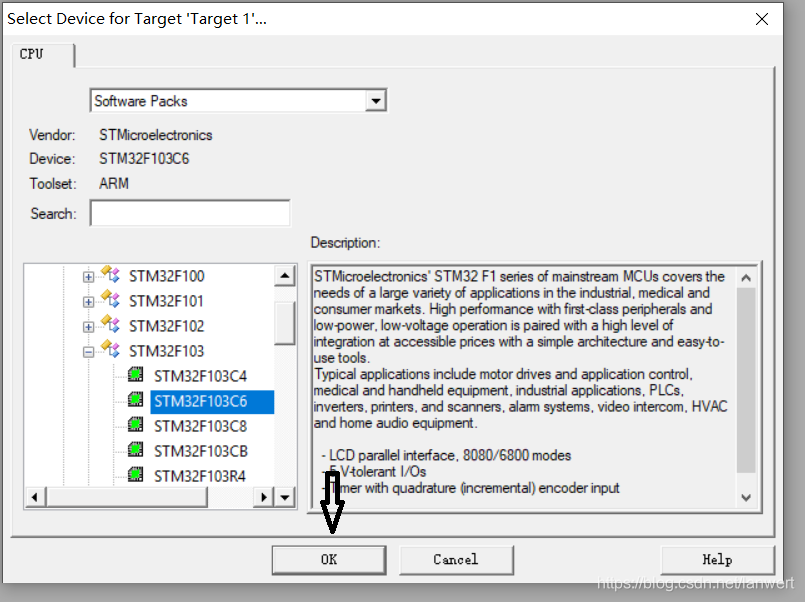 Select Device for Target 'Target 1'...
CPU
Software Packs
Vendor: STMicroelectronics
Device: STM32F103C6
Toolset: ARM
Search:
Description:
STM32F100
STM32F101
STM32F102
STM32F103
STM32F103C4
STM32F103C6
STM32F103C8
STM32F103CB
STM32F103R4
STMicroelectronics' STM32 F1 series of mainstream MCUs covers the
needs of a large variety of applications in the industrial, medical and
consumer markets. High performance with first-class peripherals and
low-power, low-voltage operation is paired with a high level of
integration at accessible prices with a simple architecture and easy-to-
use tools.
Typical applications include motor drives and application control,
medical and handheld equipment, industrial applications, PLCs,
inverters, printers, and scanners, alarm systems, video intercom, HVAC
and home audio equipment.
- LCD parallel interface, 8080/6800 modes
- 5 V-tolerant I/Os
- Timer with quadrature (incremental) encoder input
OK
Cancel
Help
https://blog.csdn.net/lanwert